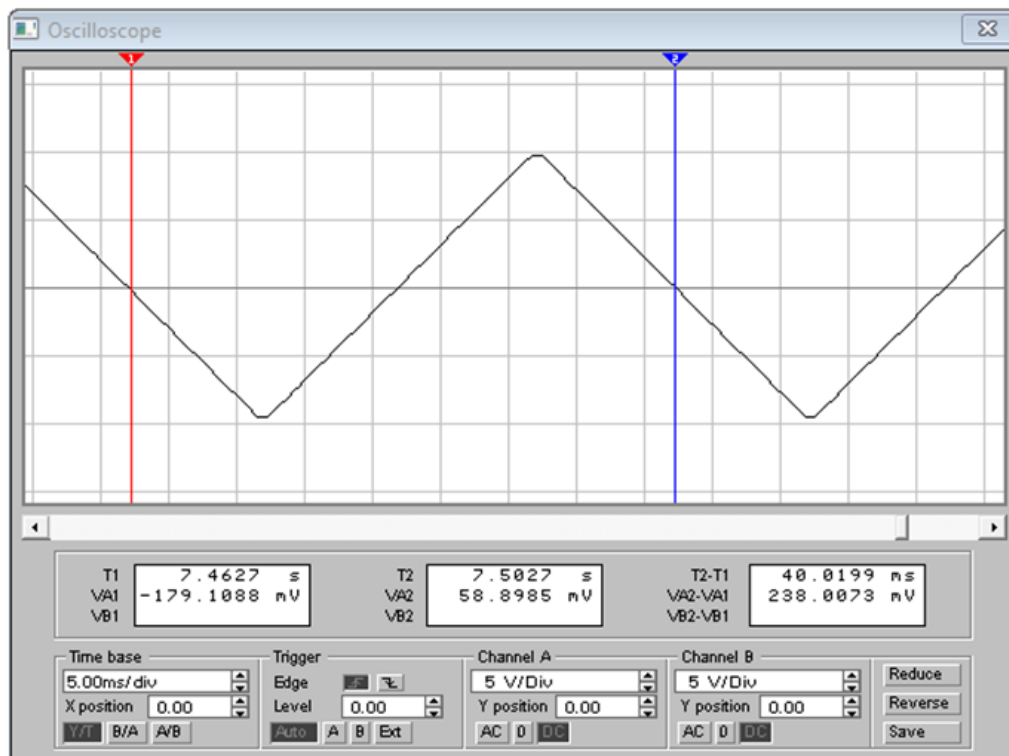 Oscilloscope
1 2
T1 7.4627 s T2 7.5027 s T2-T1 40.0199 ms
VA1 -179.1088 mV VA2 58.8985 mV VA2-VA1 238.0073 mV
VB1 VB2 VB2-VB1
Time base Trigger Channel A Channel B
5.00ms/div Edge 5 V/Div 5 V/Div Reduce
X position 0.00 Level 0.00 Y position 0.00 Y position 0.00 Reverse
Y/T B/A A/B Auto A B Ext AC 0 DC AC 0 DC Save